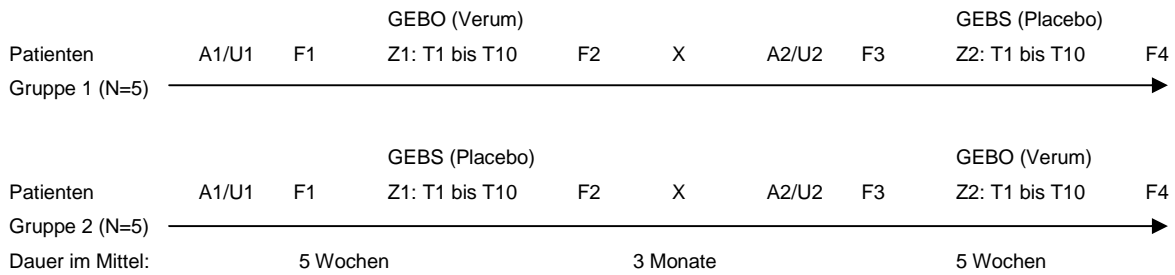 GEBO (Verum) GEBS (Placebo)
Patienten A1/U1 F1 Z1: T1 bis T10 F2 X A2/U2 F3 Z2: T1 bis T10 F4
Gruppe 1 (N=5)
GEBS (Placebo) GEBO (Verum)
Patienten A1/U1 F1 Z1: T1 bis T10 F2 X A2/U2 F3 Z2: T1 bis T10 F4
Gruppe 2 (N=5)
Dauer im Mittel: 5 Wochen 3 Monate 5 Wochen